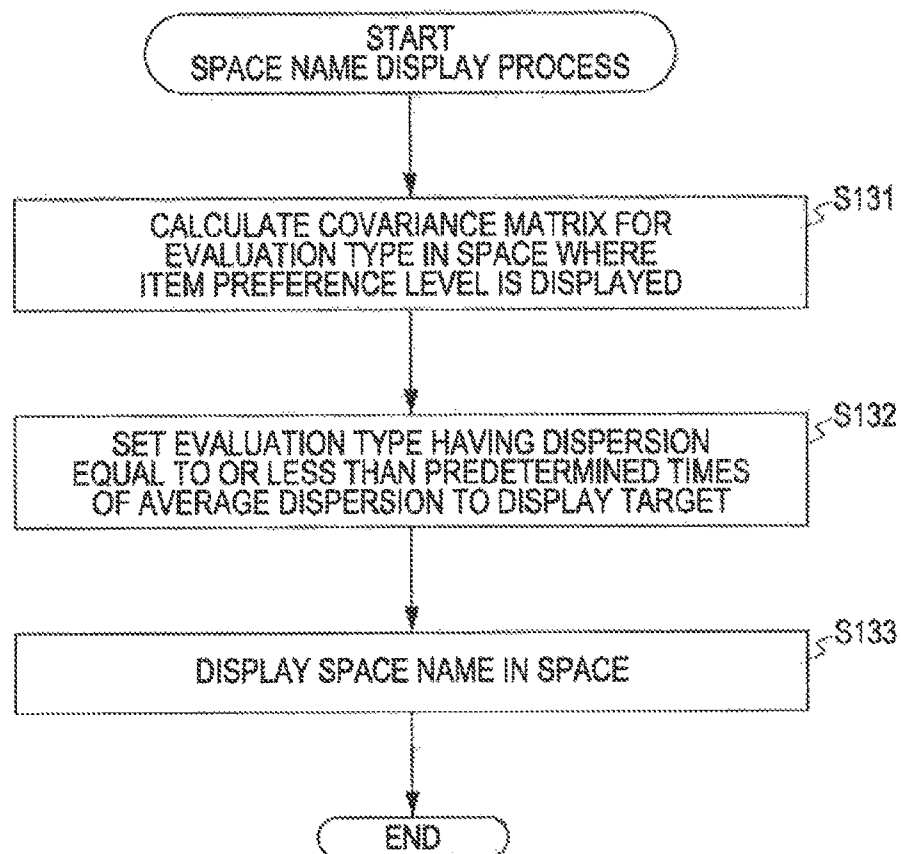 START
SPACE NAME DISPLAY PROCESS
S131
CALCULATE COVARIANCE MATRIX FOR
EVALUATION TYPE IN SPACE WHERE
ITEM PREFERENCE LEVEL IS DISPLAYED
S132
SET EVALUATION TYPE HAVING DISPERSION
EQUAL TO OR LESS THAN PREDETERMINED TIMES
OF AVERAGE DISPERSION TO DISPLAY TARGET
S133
DISPLAY SPACE NAME IN SPACE
END